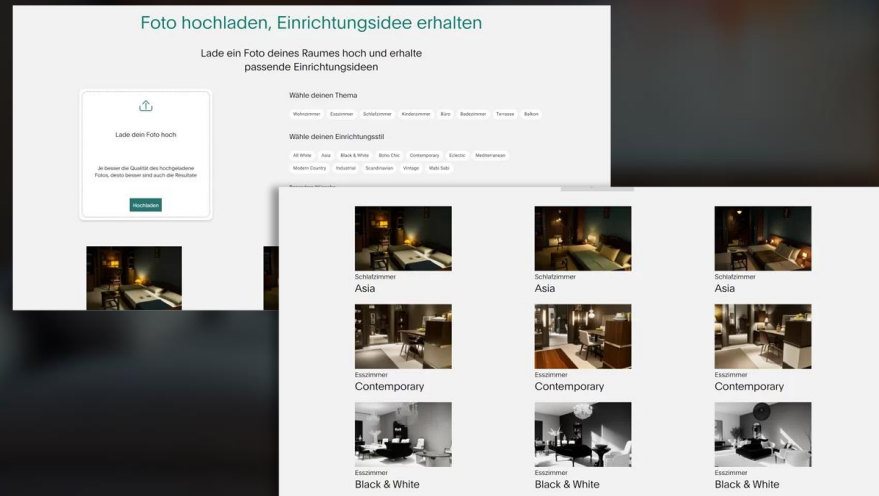 Foto hochladen, Einrichtungsidee erhalten
Lade ein Foto deines Raumes hoch und erhalte
passende Einrichtungsideen
Lade dein Foto hoch
Je besser die Qualität des hochgeladene
Fotos, desto besser sind auch die Resultate
Hochladen
Wähle deinen Thema
Wohnzimmer Esszimmer Schlafzimmer Kinderzimmer Büro Badezimmer Terrasse Balkon
Wähle deinen Einrichtungsstil
All White Asia Black & White Boho Chic Contemporary Eclectic Mediterranean
Modern Country Industrial Scandinavian Vintage Wabi Sabi
Schlafzimmer Schlafzimmer Schlafzimmer
Asia Asia Asia
Esszimmer Esszimmer Esszimmer
Contemporary Contemporary Contemporary
Esszimmer Esszimmer Esszimmer
Black & White Black & White Black & White